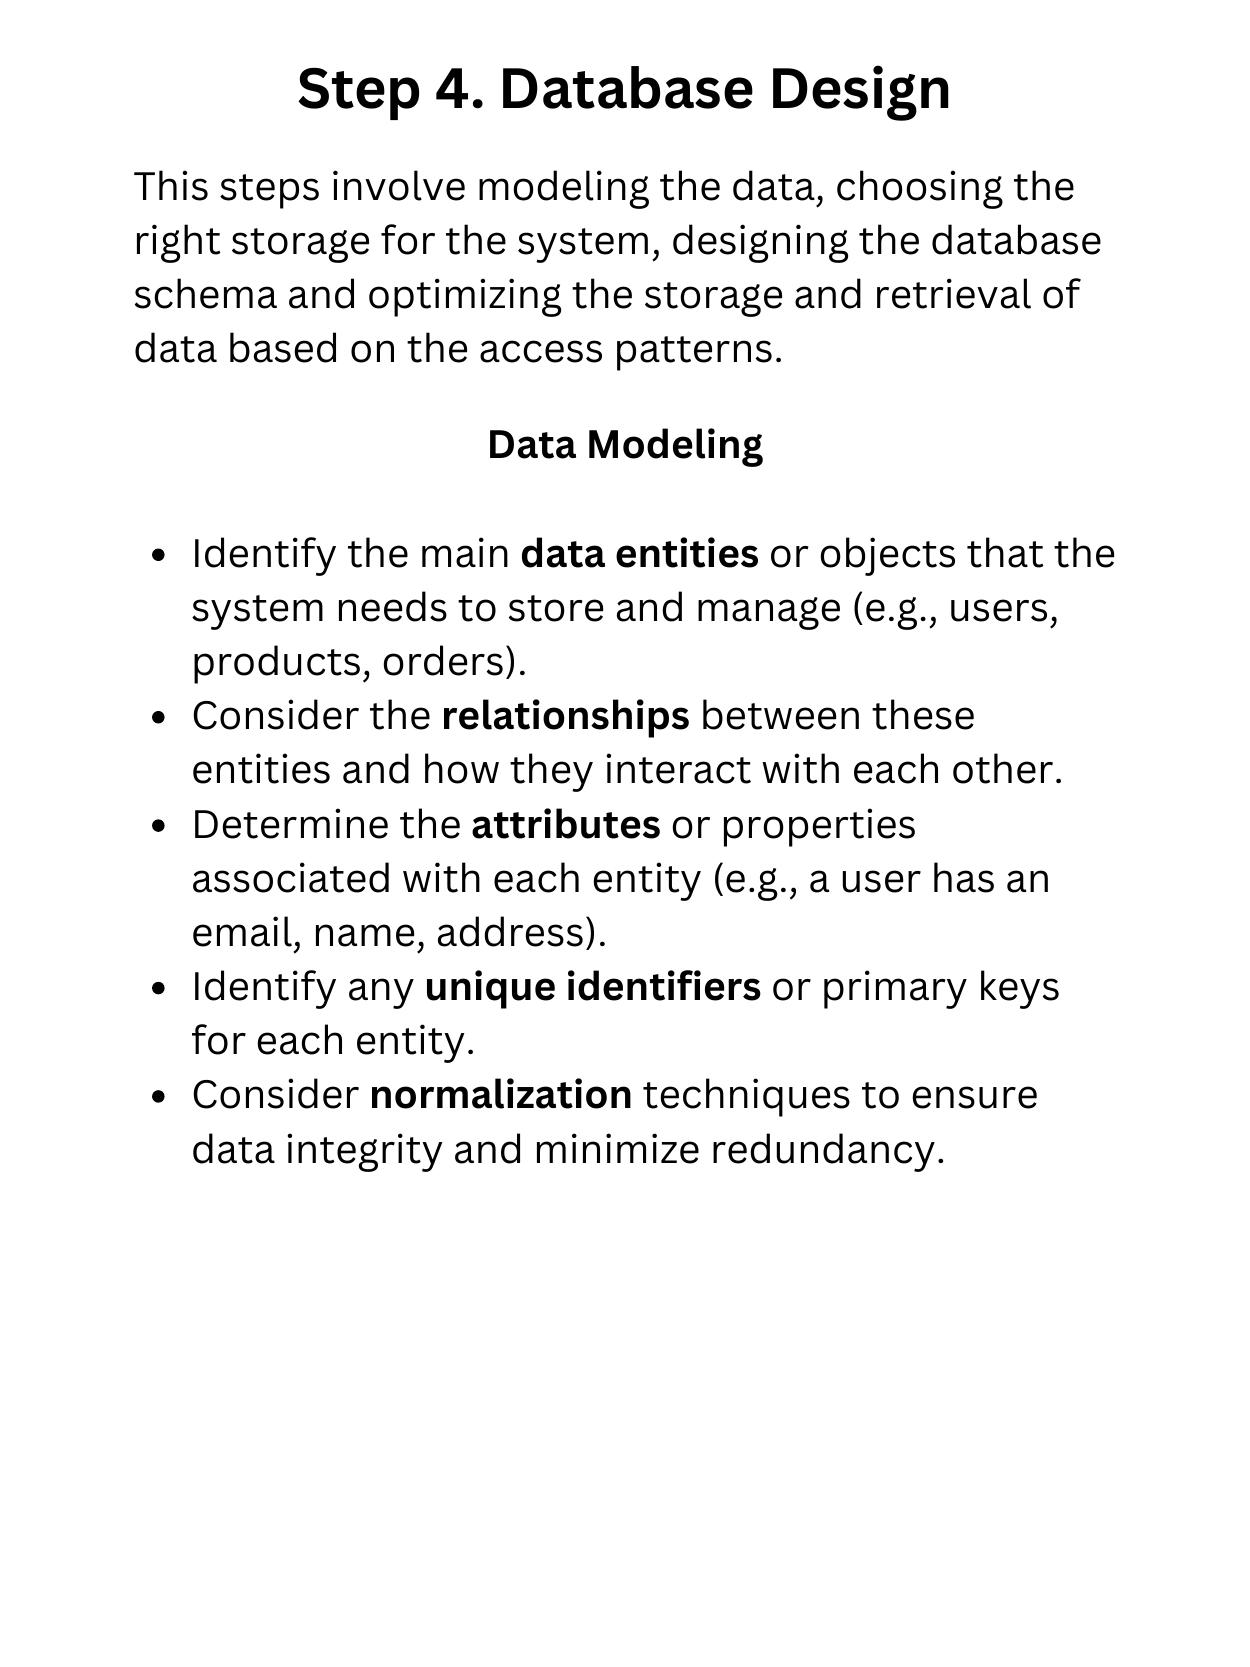 Step 4. Database Design
This steps involve modeling the data, choosing the
right storage for the system, designing the database
schema and optimizing the storage and retrieval of
data based on the access patterns.
Data Modeling
• Identify the main data entities or objects that the
system needs to store and manage (e.g., users,
products, orders).
• Consider the relationships between these
entities and how they interact with each other.
• Determine the attributes or properties
associated with each entity (e.g., a user has an
email, name, address).
• Identify any unique identifiers or primary keys
for each entity.
• Consider normalization techniques to ensure
data integrity and minimize redundancy.